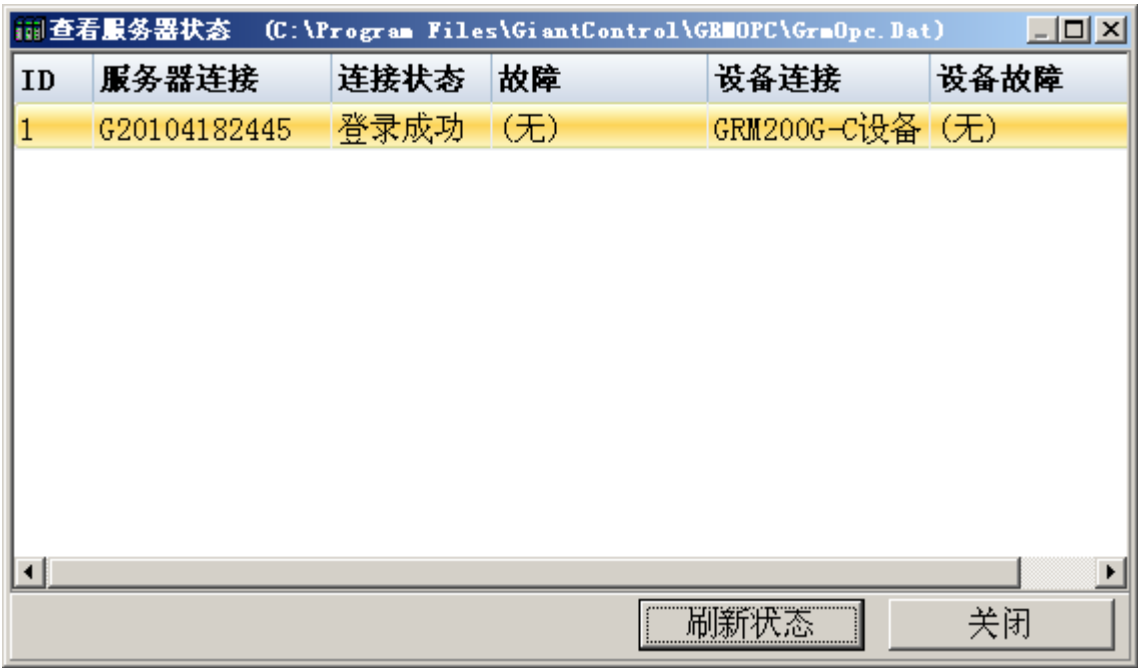 查看服务器状态 (C:\Program Files\GiantControl\GRMOPC\GrmOpc.Dat)
ID 服务器连接 连接状态 故障 设备连接 设备故障
1 G20104182445 登录成功 (无) GRM200G-C设备 (无)
刷新状态 关闭